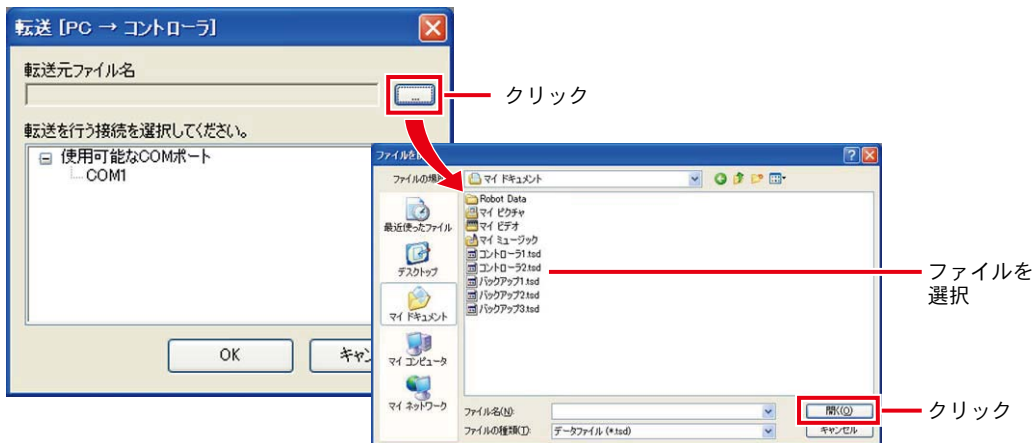 転送 [PC → コントローラ]
転送元ファイル名
...
クリック
転送を行う接続を選択してください。
使用可能なCOMポート
COM1
OK
ファイルを
ファイルの場所
マイ ドキュメント
最近使ったファイル
デスクトップ
マイ ドキュメント
マイ コンピュータ
マイ ネットワーク
Robot Data
マイ ピクチャ
マイ ビデオ
マイ ミュージック
コントローラ1.tsd
コントローラ2.tsd
バックアップ1.tsd
バックアップ2.tsd
バックアップ3.tsd
ファイルを
選択
ファイル名(N):
開く(O)
クリック
ファイルの種類(T):
データファイル (*.tsd)
キャンセル